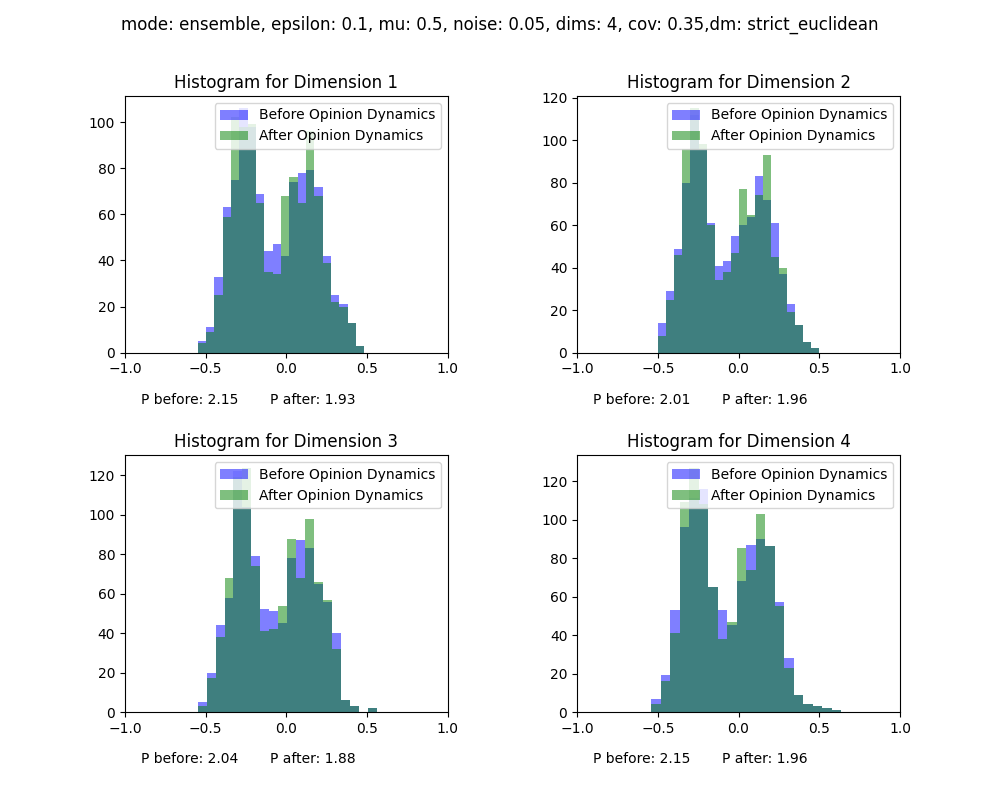 mode: ensemble, epsilon: 0.1, mu: 0.5, noise: 0.05, dims: 4, cov: 0.35,dm: strict_euclidean
Histogram for Dimension 1
Before Opinion Dynamics
After Opinion Dynamics
100
80
60
40
20
0
−1.0 −0.5 0.0 0.5 1.0
P before: 2.15 P after: 1.93
Histogram for Dimension 2
Before Opinion Dynamics
After Opinion Dynamics
120
100
80
60
40
20
0
−1.0 −0.5 0.0 0.5 1.0
P before: 2.01 P after: 1.96
Histogram for Dimension 3
Before Opinion Dynamics
After Opinion Dynamics
120
100
80
60
40
20
0
−1.0 −0.5 0.0 0.5 1.0
P before: 2.04 P after: 1.88
Histogram for Dimension 4
Before Opinion Dynamics
After Opinion Dynamics
120
100
80
60
40
20
0
−1.0 −0.5 0.0 0.5 1.0
P before: 2.15 P after: 1.96